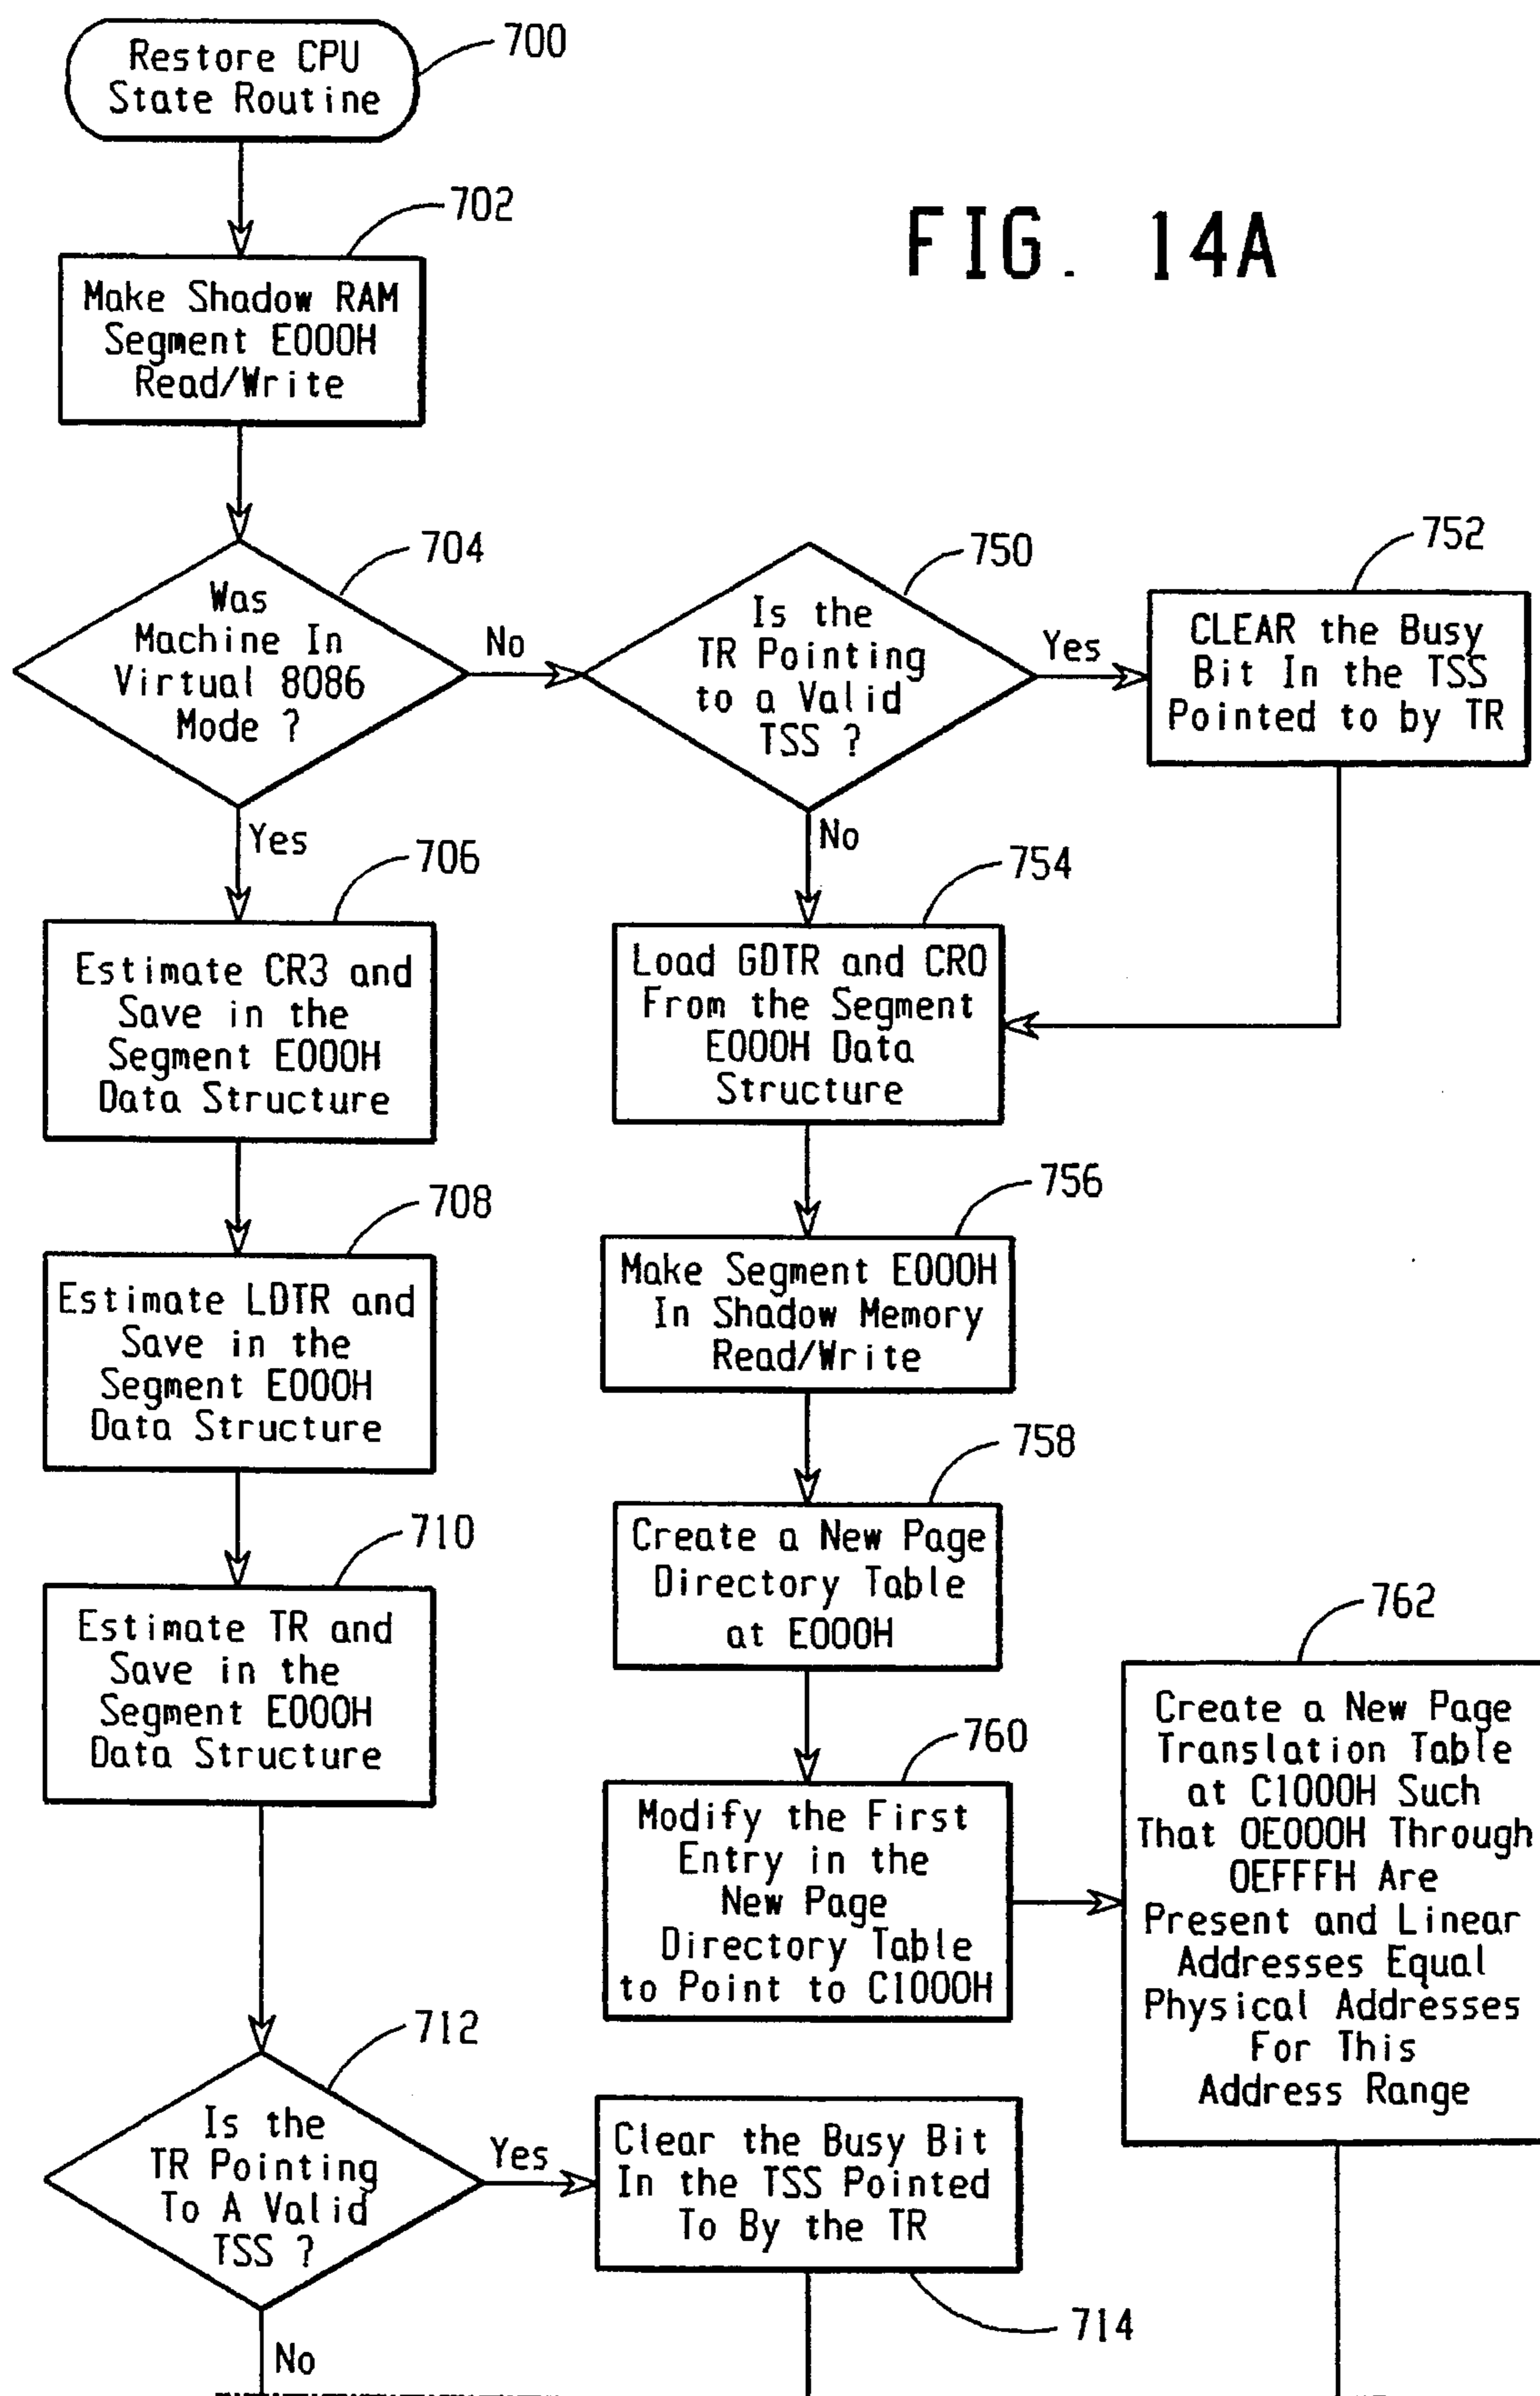 Restore CPU
State Routine
700
FIG. 14A
702
Make Shadow RAM
Segment E000H
Read/Write
704
Was
Machine In
Virtual 8086
Mode ?
No
Yes
750
Is the
TR Pointing
to a Valid
TSS ?
Yes
No
752
CLEAR the Busy
Bit In the TSS
Pointed to by TR
706
Estimate CR3 and
Save in the
Segment E000H
Data Structure
754
Load GDTR and CR0
From the Segment
E000H Data
Structure
708
Estimate LDTR and
Save in the
Segment E000H
Data Structure
756
Make Segment E000H
In Shadow Memory
Read/Write
710
Estimate TR and
Save in the
Segment E000H
Data Structure
758
Create a New Page
Directory Table
at E000H
760
Modify the First
Entry in the
New Page
Directory Table
to Point to C1000H
762
Create a New Page
Translation Table
at C1000H Such
That 0E000H Through
0EFFFH Are
Present and Linear
Addresses Equal
Physical Addresses
For This
Address Range
712
Is the
TR Pointing
To A Valid
TSS ?
Yes
No
Clear the Busy Bit
In the TSS Pointed
To By the TR
714